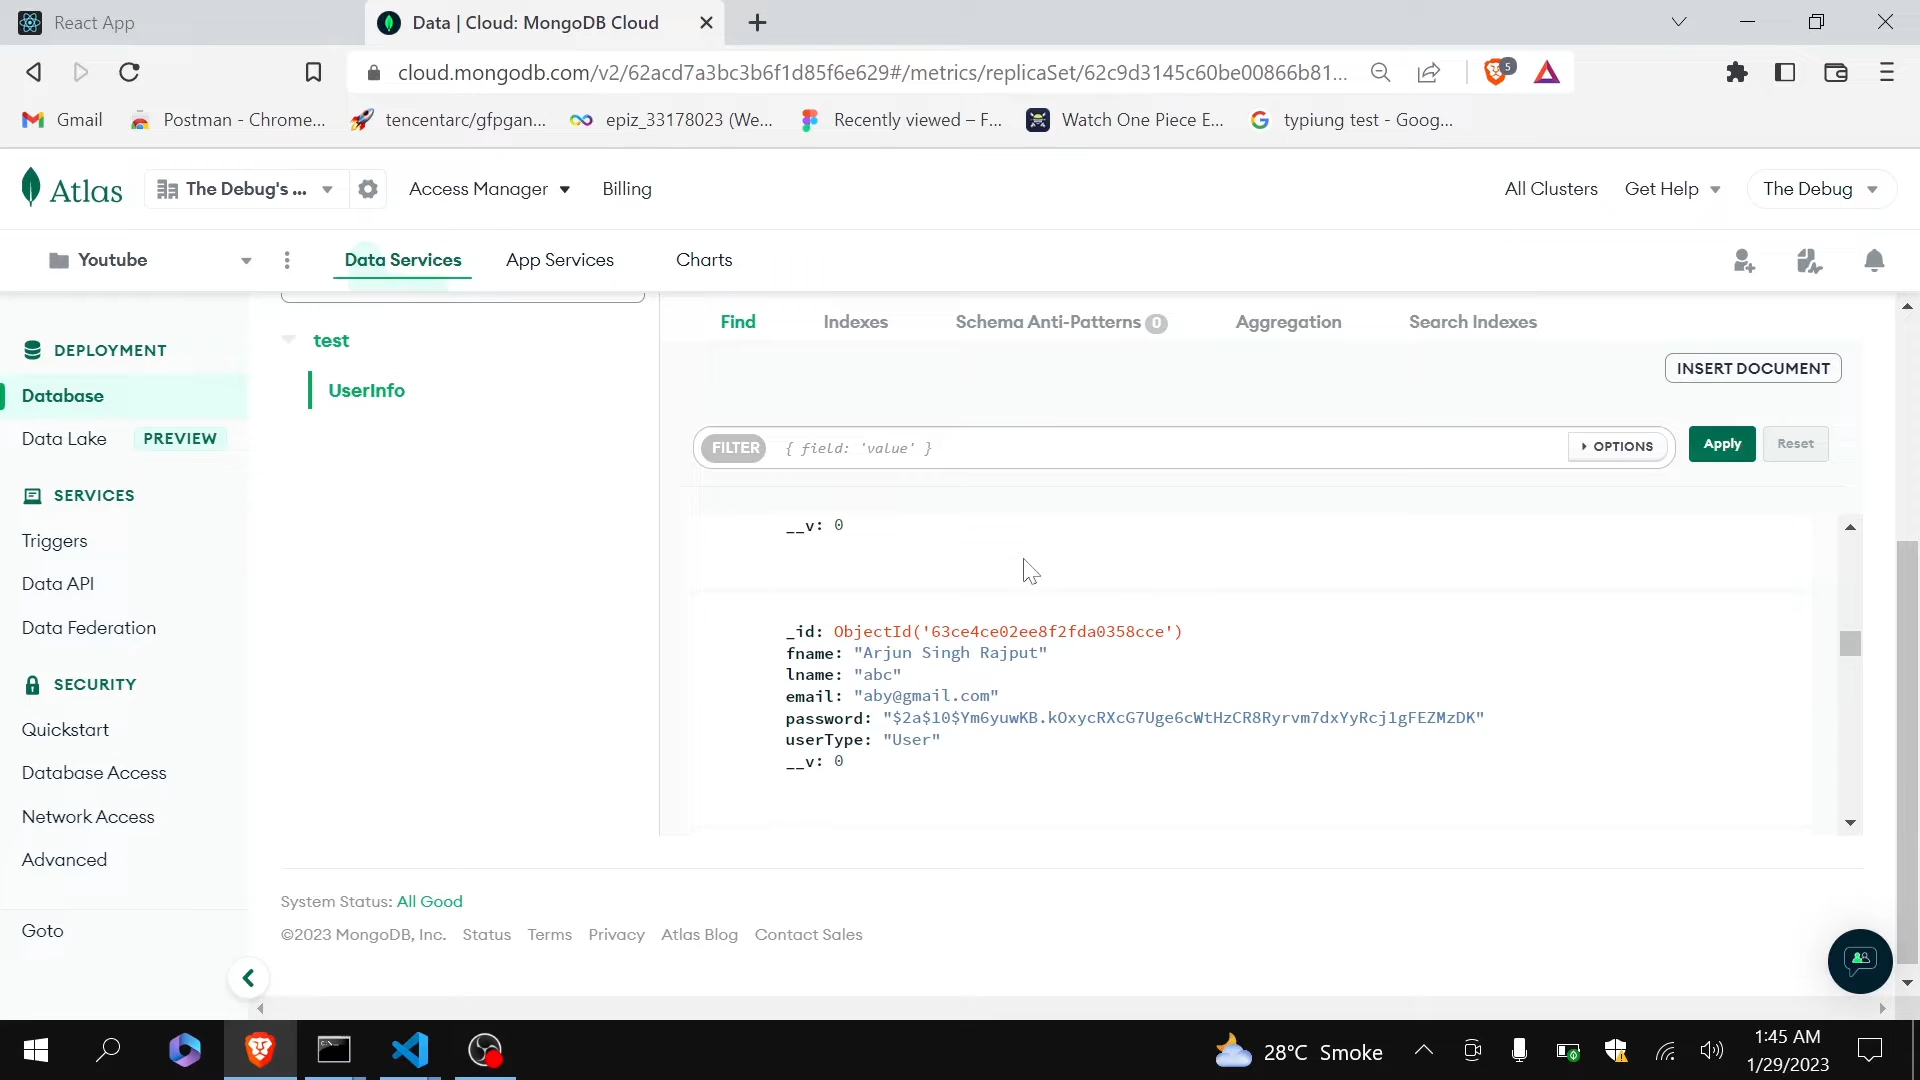 React App
Data | Cloud: MongoDB Cloud
cloud.mongodb.com/v2/62acd7a3bc3b6f1d85f6e629#/metrics/replicaSet/62c9d3145c60be00866b81...
5
Gmail
Postman - Chrome...
tencentarc/gfpgan...
epiz_33178023 (We...
Recently viewed – F...
Watch One Piece E...
typiung test - Goog...
Atlas
The Debug's ...
Access Manager
Billing
All Clusters
Get Help
The Debug
Youtube
Data Services
App Services
Charts
DEPLOYMENT
Database
Data Lake PREVIEW
SERVICES
Triggers
Data API
Data Federation
SECURITY
Quickstart
Database Access
Network Access
Advanced
Goto
test
UserInfo
Find
Indexes
Schema Anti-Patterns 0
Aggregation
Search Indexes
INSERT DOCUMENT
FILTER { field: 'value' }
OPTIONS
Apply
Reset
__v: 0
_id: ObjectId('63ce4ce02ee8f2fda0358cce')
fname: "Arjun Singh Rajput"
lname: "abc"
email: "aby@gmail.com"
password: "$2a$10$Ym6yuwKB.kOxycRXcG7Uge6cWtHzCR8Ryrvm7dxYyRcj1gFEZMzDK"
userType: "User"
__v: 0
System Status: All Good
©2023 MongoDB, Inc. Status Terms Privacy Atlas Blog Contact Sales
28°C Smoke
1:45 AM
1/29/2023